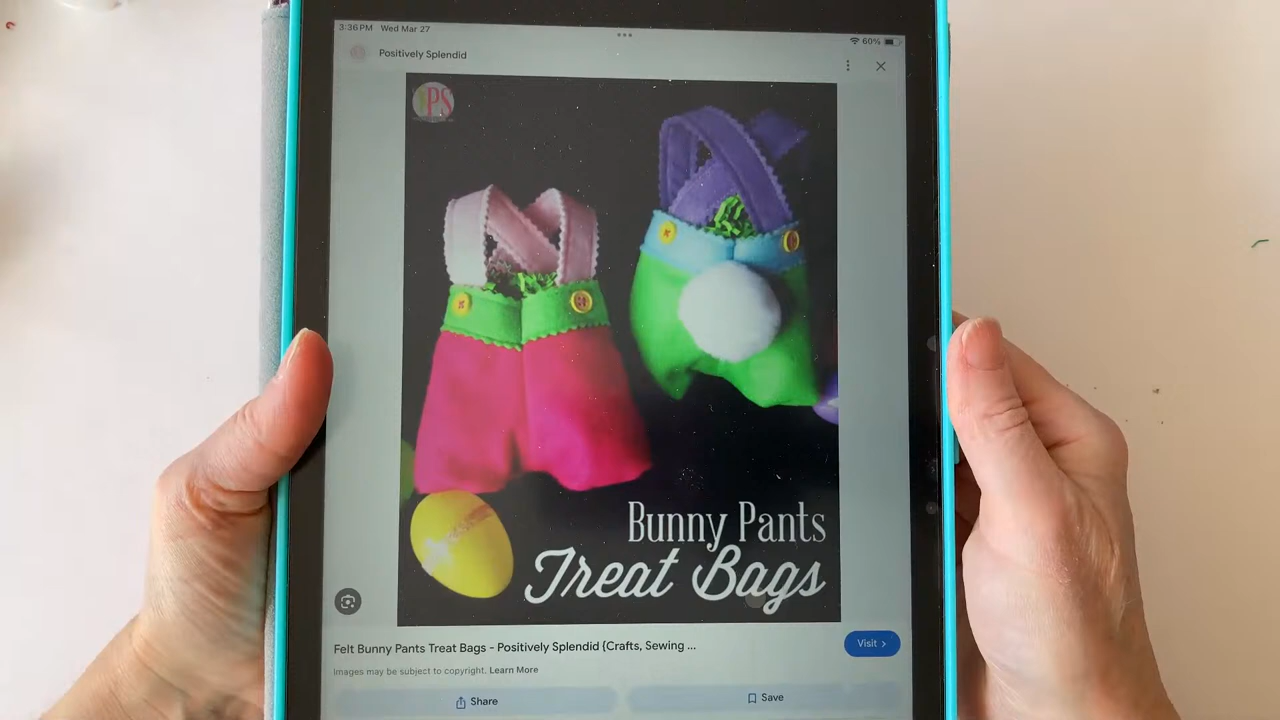 3:36 PM Wed Mar 27
60%
Positively Splendid
PS
Bunny Pants
Treat Bags
Felt Bunny Pants Treat Bags - Positively Splendid {Crafts, Sewing ...
Visit >
Images may be subject to copyright. Learn More
Share
Save